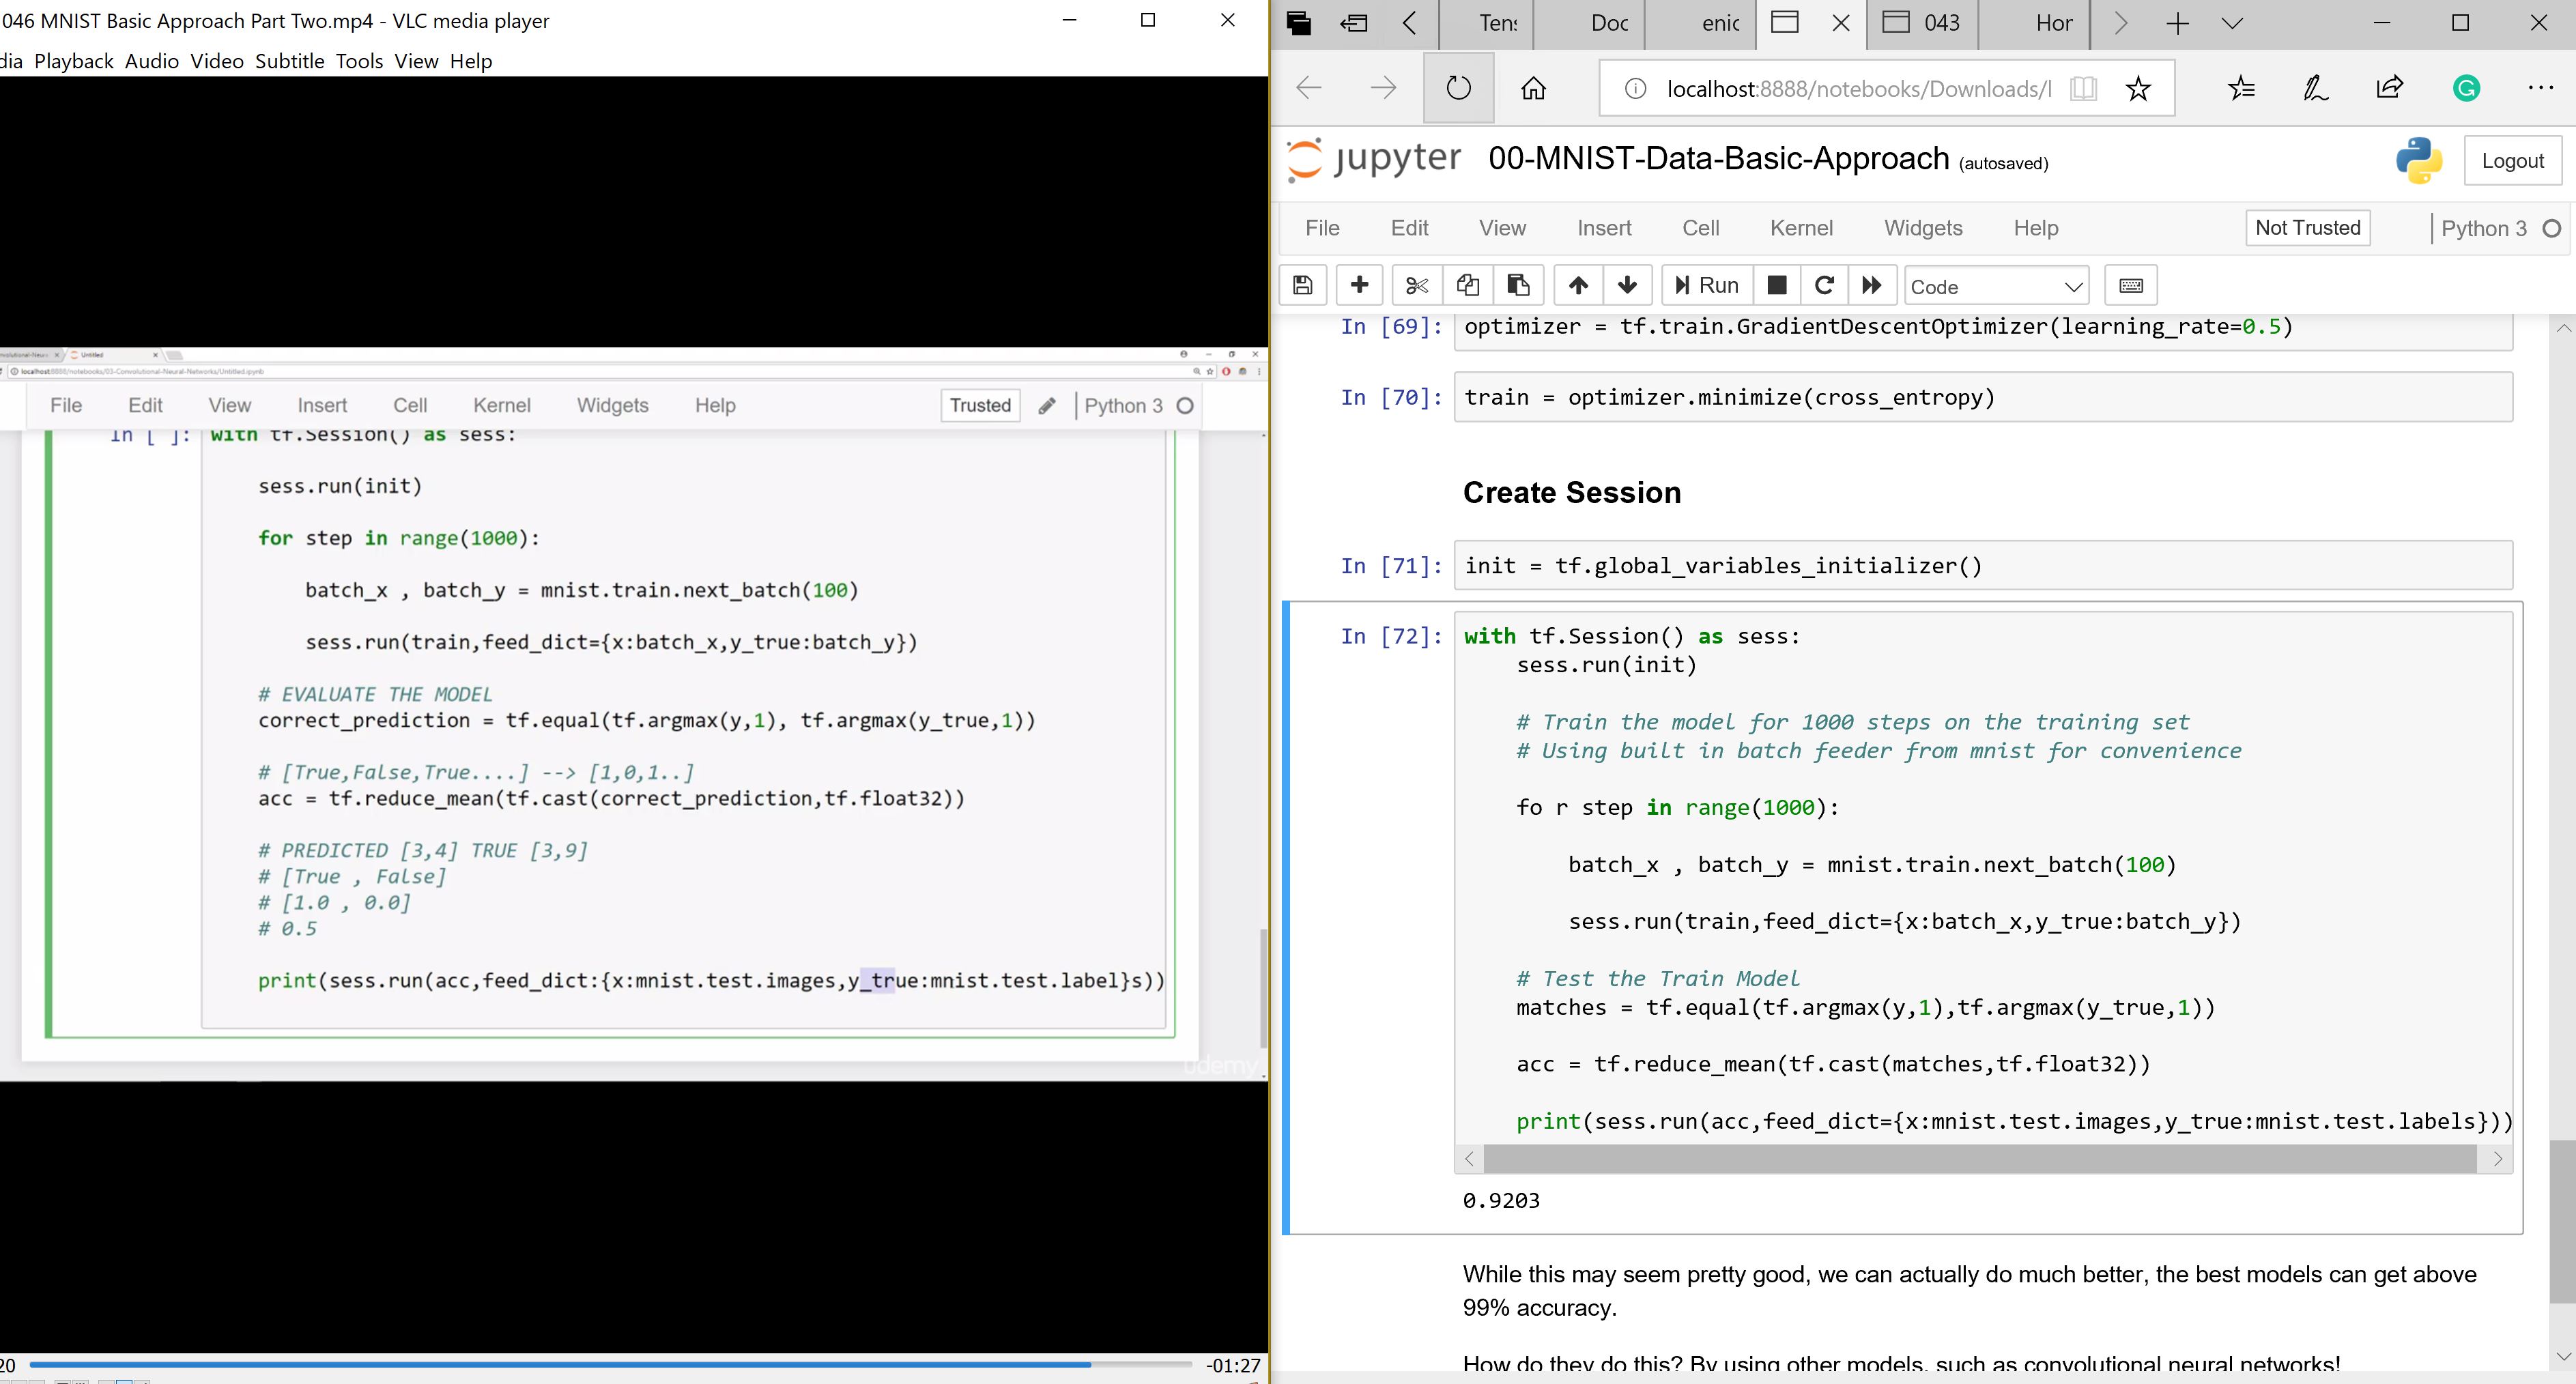 046 MNIST Basic Approach Part Two.mp4 - VLC media player
dia Playback Audio Video Subtitle Tools View Help
Untitled
localhost:8888/notebooks/03-Convolutional-Neural-Networks/Untitled.ipynb
File Edit View Insert Cell Kernel Widgets Help Trusted Python 3
In [ ]: with tf.Session() as sess:
sess.run(init)
for step in range(1000):
batch_x , batch_y = mnist.train.next_batch(100)
sess.run(train,feed_dict={x:batch_x,y_true:batch_y})
# EVALUATE THE MODEL
correct_prediction = tf.equal(tf.argmax(y,1), tf.argmax(y_true,1))
# [True,False,True....] --> [1,0,1..]
acc = tf.reduce_mean(tf.cast(correct_prediction,tf.float32))
# PREDICTED [3,4] TRUE [3,9]
# [True , False]
# [1.0 , 0.0]
# 0.5
print(sess.run(acc,feed_dict:{x:mnist.test.images,y_true:mnist.test.label}s))
udemy
20 -01:27
Tens Doc enic 043 Hor
localhost:8888/notebooks/Downloads/
jupyter 00-MNIST-Data-Basic-Approach (autosaved) Logout
File Edit View Insert Cell Kernel Widgets Help Not Trusted Python 3
Run Code
In [69]: optimizer = tf.train.GradientDescentOptimizer(learning_rate=0.5)
In [70]: train = optimizer.minimize(cross_entropy)
Create Session
In [71]: init = tf.global_variables_initializer()
In [72]: with tf.Session() as sess:
sess.run(init)
# Train the model for 1000 steps on the training set
# Using built in batch feeder from mnist for convenience
fo r step in range(1000):
batch_x , batch_y = mnist.train.next_batch(100)
sess.run(train,feed_dict={x:batch_x,y_true:batch_y})
# Test the Train Model
matches = tf.equal(tf.argmax(y,1),tf.argmax(y_true,1))
acc = tf.reduce_mean(tf.cast(matches,tf.float32))
print(sess.run(acc,feed_dict={x:mnist.test.images,y_true:mnist.test.labels}))
0.9203
While this may seem pretty good, we can actually do much better, the best models can get above
99% accuracy.
How do they do this? By using other models, such as convolutional neural networks!